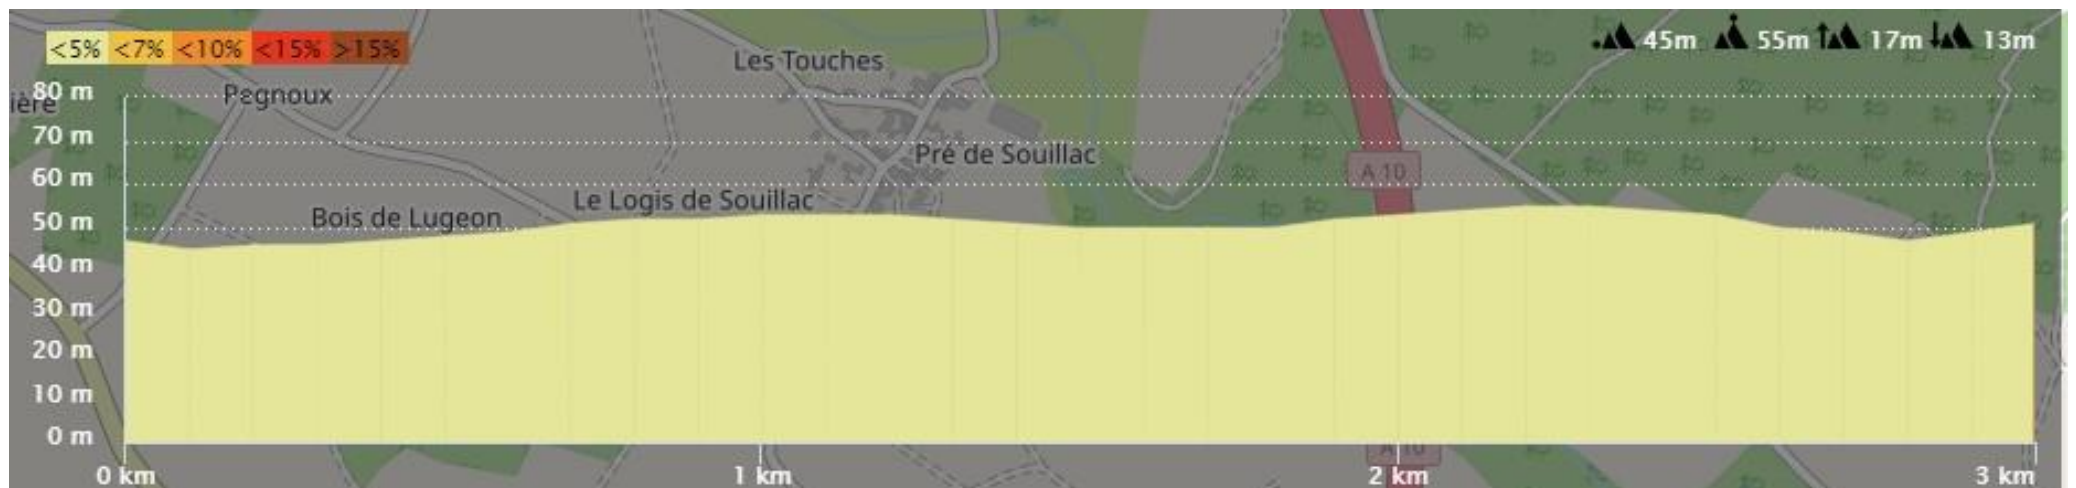 <5% <7% <10% <15% >15%
45m 55m 17m 13m
Les Touches
80 m
ière
Pegnoux
70 m
Pré de Souillac
A 10
60 m
Le Logis de Souillac
50 m
Bois de Lugeon
40 m
30 m
20 m
10 m
0 m
A 10
0 km 1 km 2 km 3 km